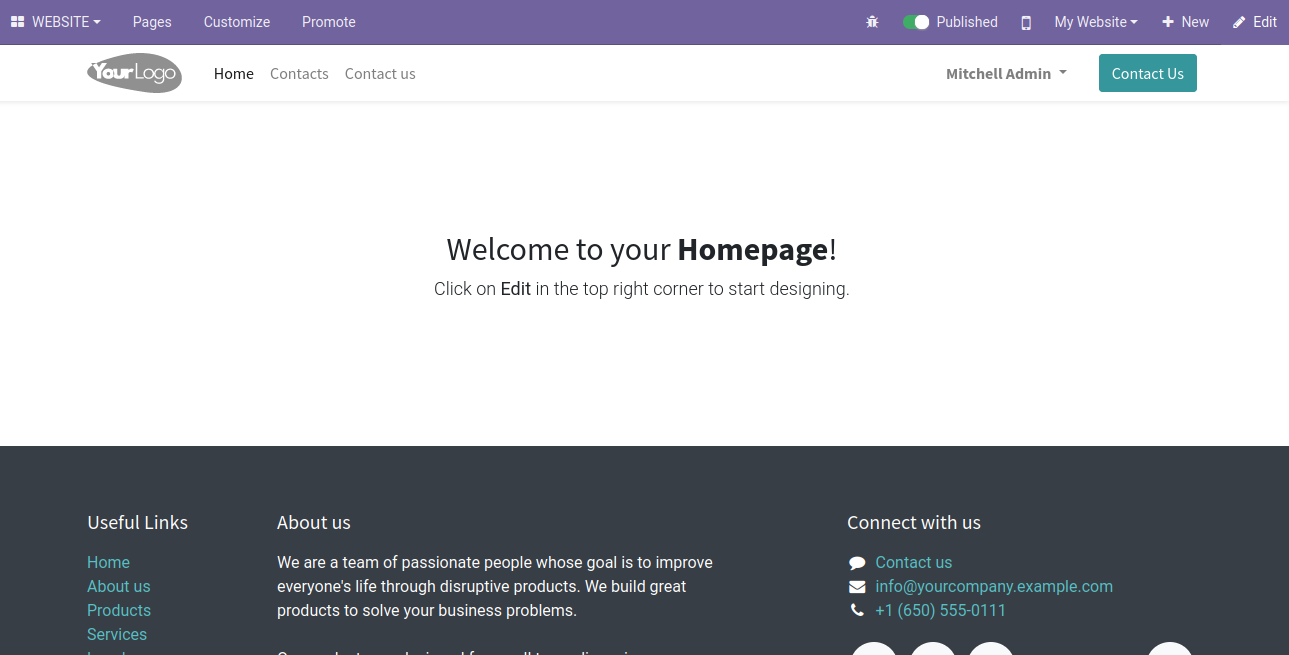 WEBSITE Pages Customize Promote Published My Website New Edit
YourLogo Home Contacts Contact us Mitchell Admin Contact Us
Welcome to your Homepage!
Click on Edit in the top right corner to start designing.
Useful Links
Home
About us
Products
Services
About us
We are a team of passionate people whose goal is to improve
everyone's life through disruptive products. We build great
products to solve your business problems.
Connect with us
Contact us
info@yourcompany.example.com
+1 (650) 555-0111